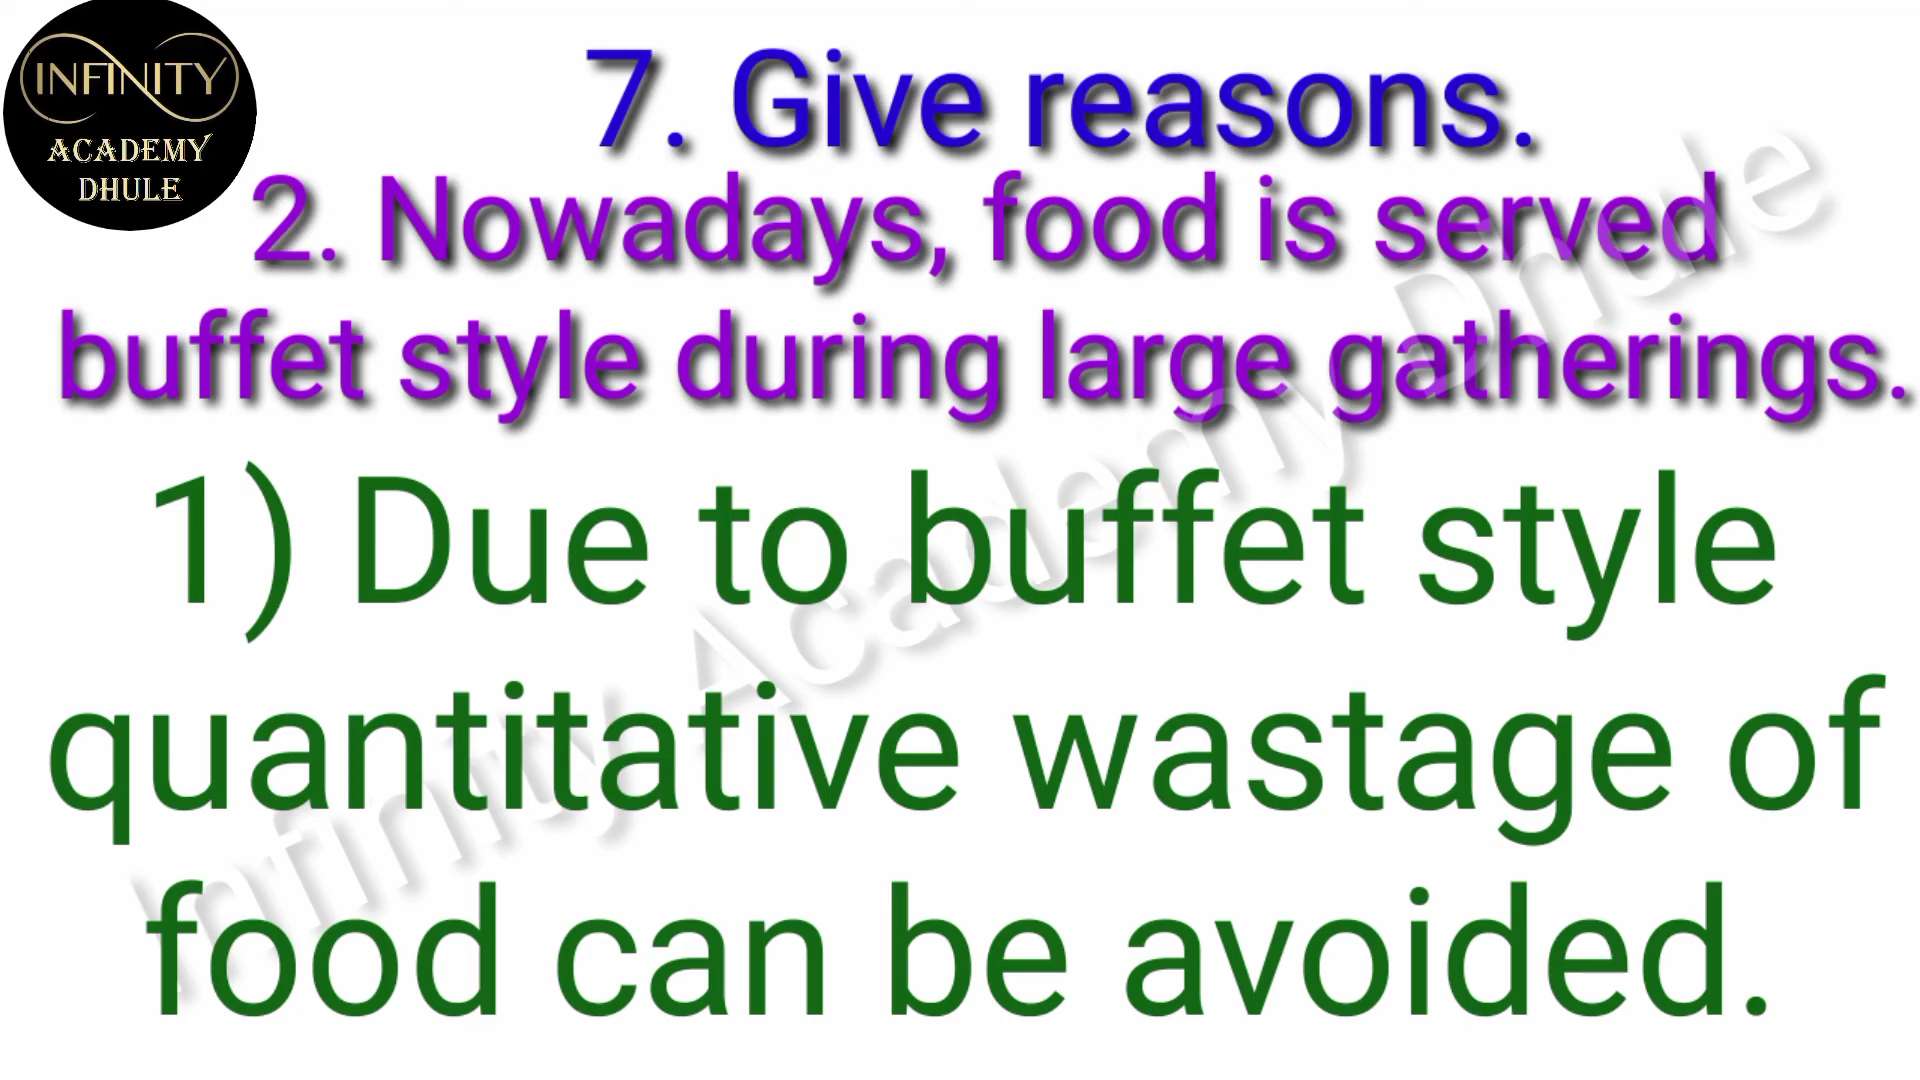 INFINITY
ACADEMY
DHULE
7. Give reasons.
2. Nowadays, food is served
buffet style during large gatherings.
1) Due to buffet style
quantitative wastage of
food can be avoided.
Infinity Academy Dhule